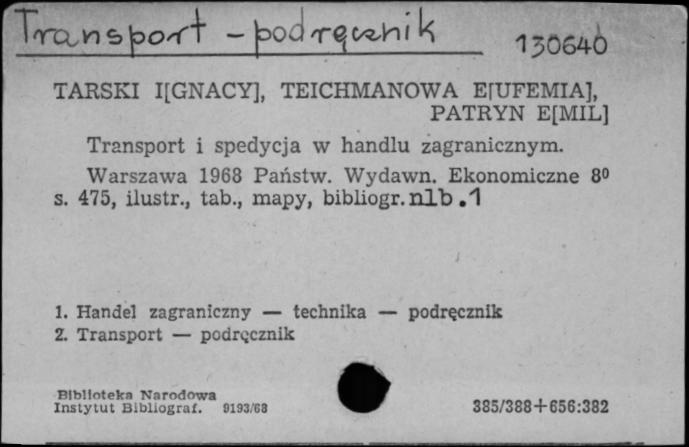 Transport - podręcznik
130640
TARSKI I[GNACY], TEICHMANOWA E[UFEMIA],
PATRYN E[MIL]
Transport i spedycja w handlu zagranicznym.
Warszawa 1968 Państw. Wydawn. Ekonomiczne 8⁰
s. 475, ilustr., tab., mapy, bibliogr. nlb.1
1. Handel zagraniczny — technika — podręcznik
2. Transport — podręcznik
Biblioteka Narodowa
Instytut Bibliograf. 9193/68
385/388+656:382